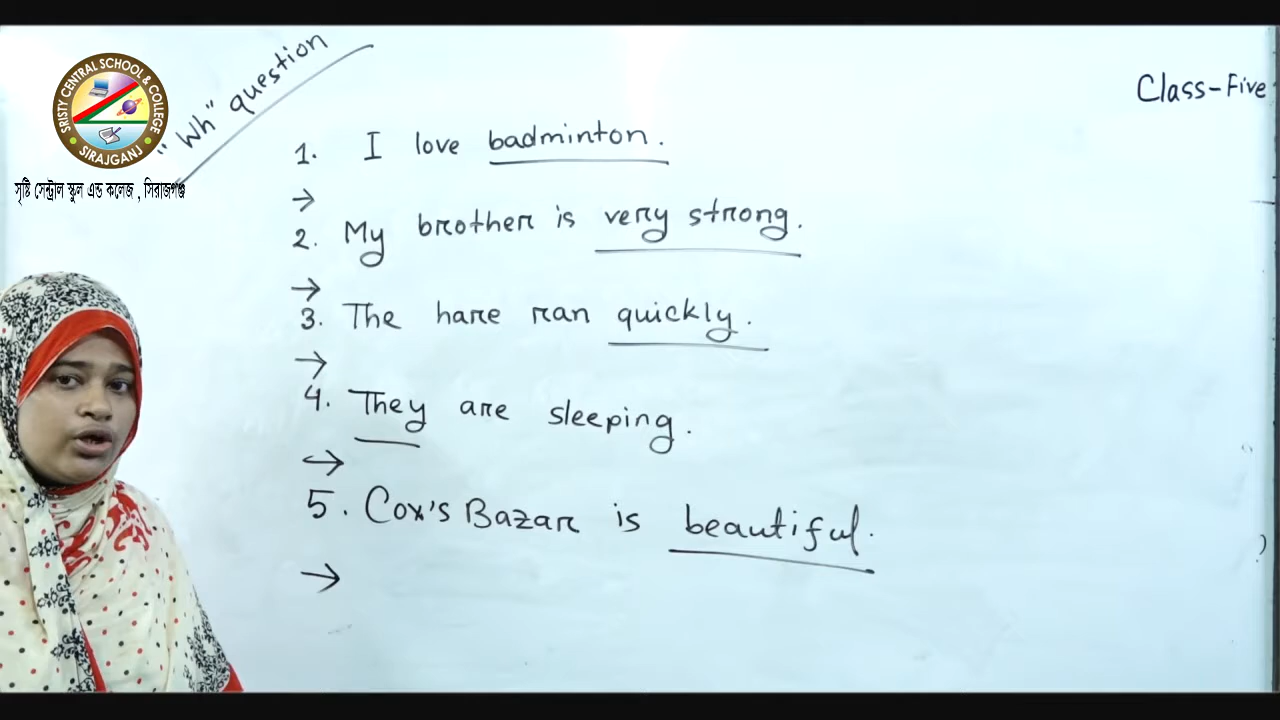 SRISTY CENTRAL SCHOOL & COLLEGE
SIRAJGANJ
সৃষ্টি সেন্ট্রাল স্কুল এন্ড কলেজ , সিরাজগঞ্জ
"Wh" question
Class-Five
1. I love badminton.
→
2. My brother is very strong.
→
3. The hare ran quickly.
→
4. They are sleeping.
→
5. Cox's Bazar is beautiful.
→